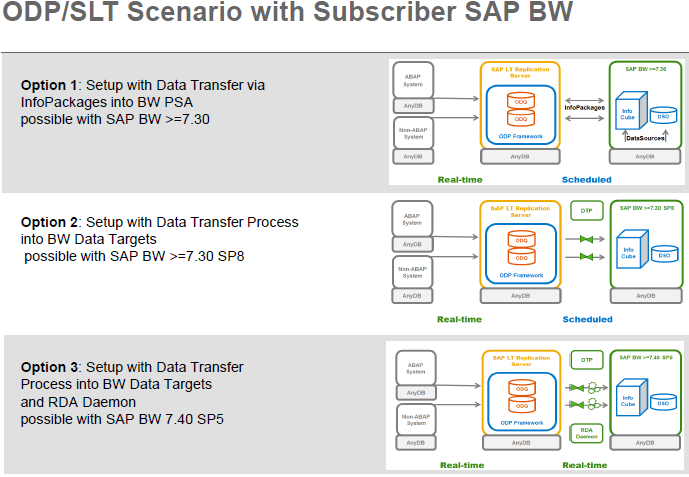 ODP/SLT Scenario with Subscriber SAP BW
Option 1: Setup with Data Transfer via
InfoPackages into BW PSA
possible with SAP BW >=7.30
ABAP
System
AnyDB
Non-ABAP
System
AnyDB
SAP LT Replication
Server
ODQ
ODQ
ODP Framework
AnyDB
InfoPackages
SAP BW >=7.30
Info
Cube
DSO
DataSources
AnyDB
Real-time
Scheduled
Option 2: Setup with Data Transfer Process
into BW Data Targets
possible with SAP BW >=7.30 SP8
ABAP
System
AnyDB
Non-ABAP
System
AnyDB
SAP LT Replication
Server
ODQ
ODQ
ODP Framework
AnyDB
DTP
SAP BW >=7.30 SP8
Info
Cube
DSO
AnyDB
Real-time
Scheduled
Option 3: Setup with Data Transfer
Process into BW Data Targets
and RDA Daemon
possible with SAP BW 7.40 SP5
ABAP
System
AnyDB
Non-ABAP
System
AnyDB
SAP LT Replication
Server
ODQ
ODQ
ODP Framework
AnyDB
DTP
RDA
Daemon
SAP BW >=7.40
Info
Cube
DSO
AnyDB
Real-time
Real-time